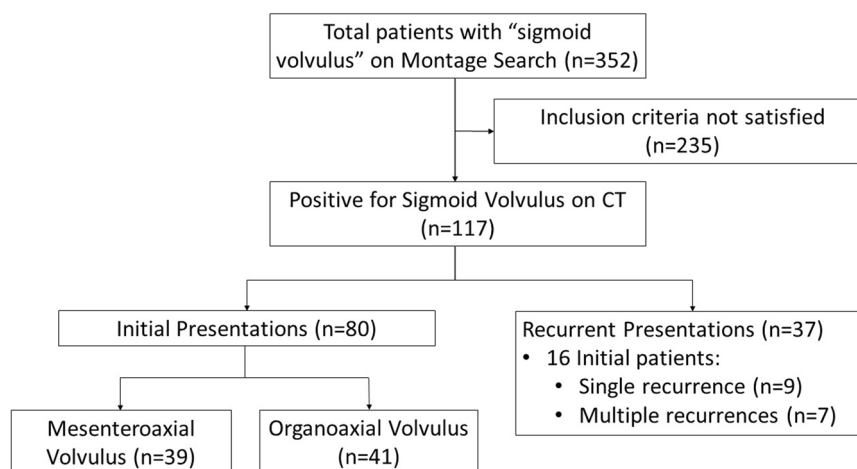 Total patients with “sigmoid
volvulus” on Montage Search (n=352)
Inclusion criteria not satisfied
(n=235)
Positive for Sigmoid Volvulus on CT
(n=117)
Initial Presentations (n=80)
Recurrent Presentations (n=37)
• 16 Initial patients:
• Single recurrence (n=9)
• Multiple recurrences (n=7)
Mesenteroaxial
Volvulus (n=39)
Organoaxial Volvulus
(n=41)